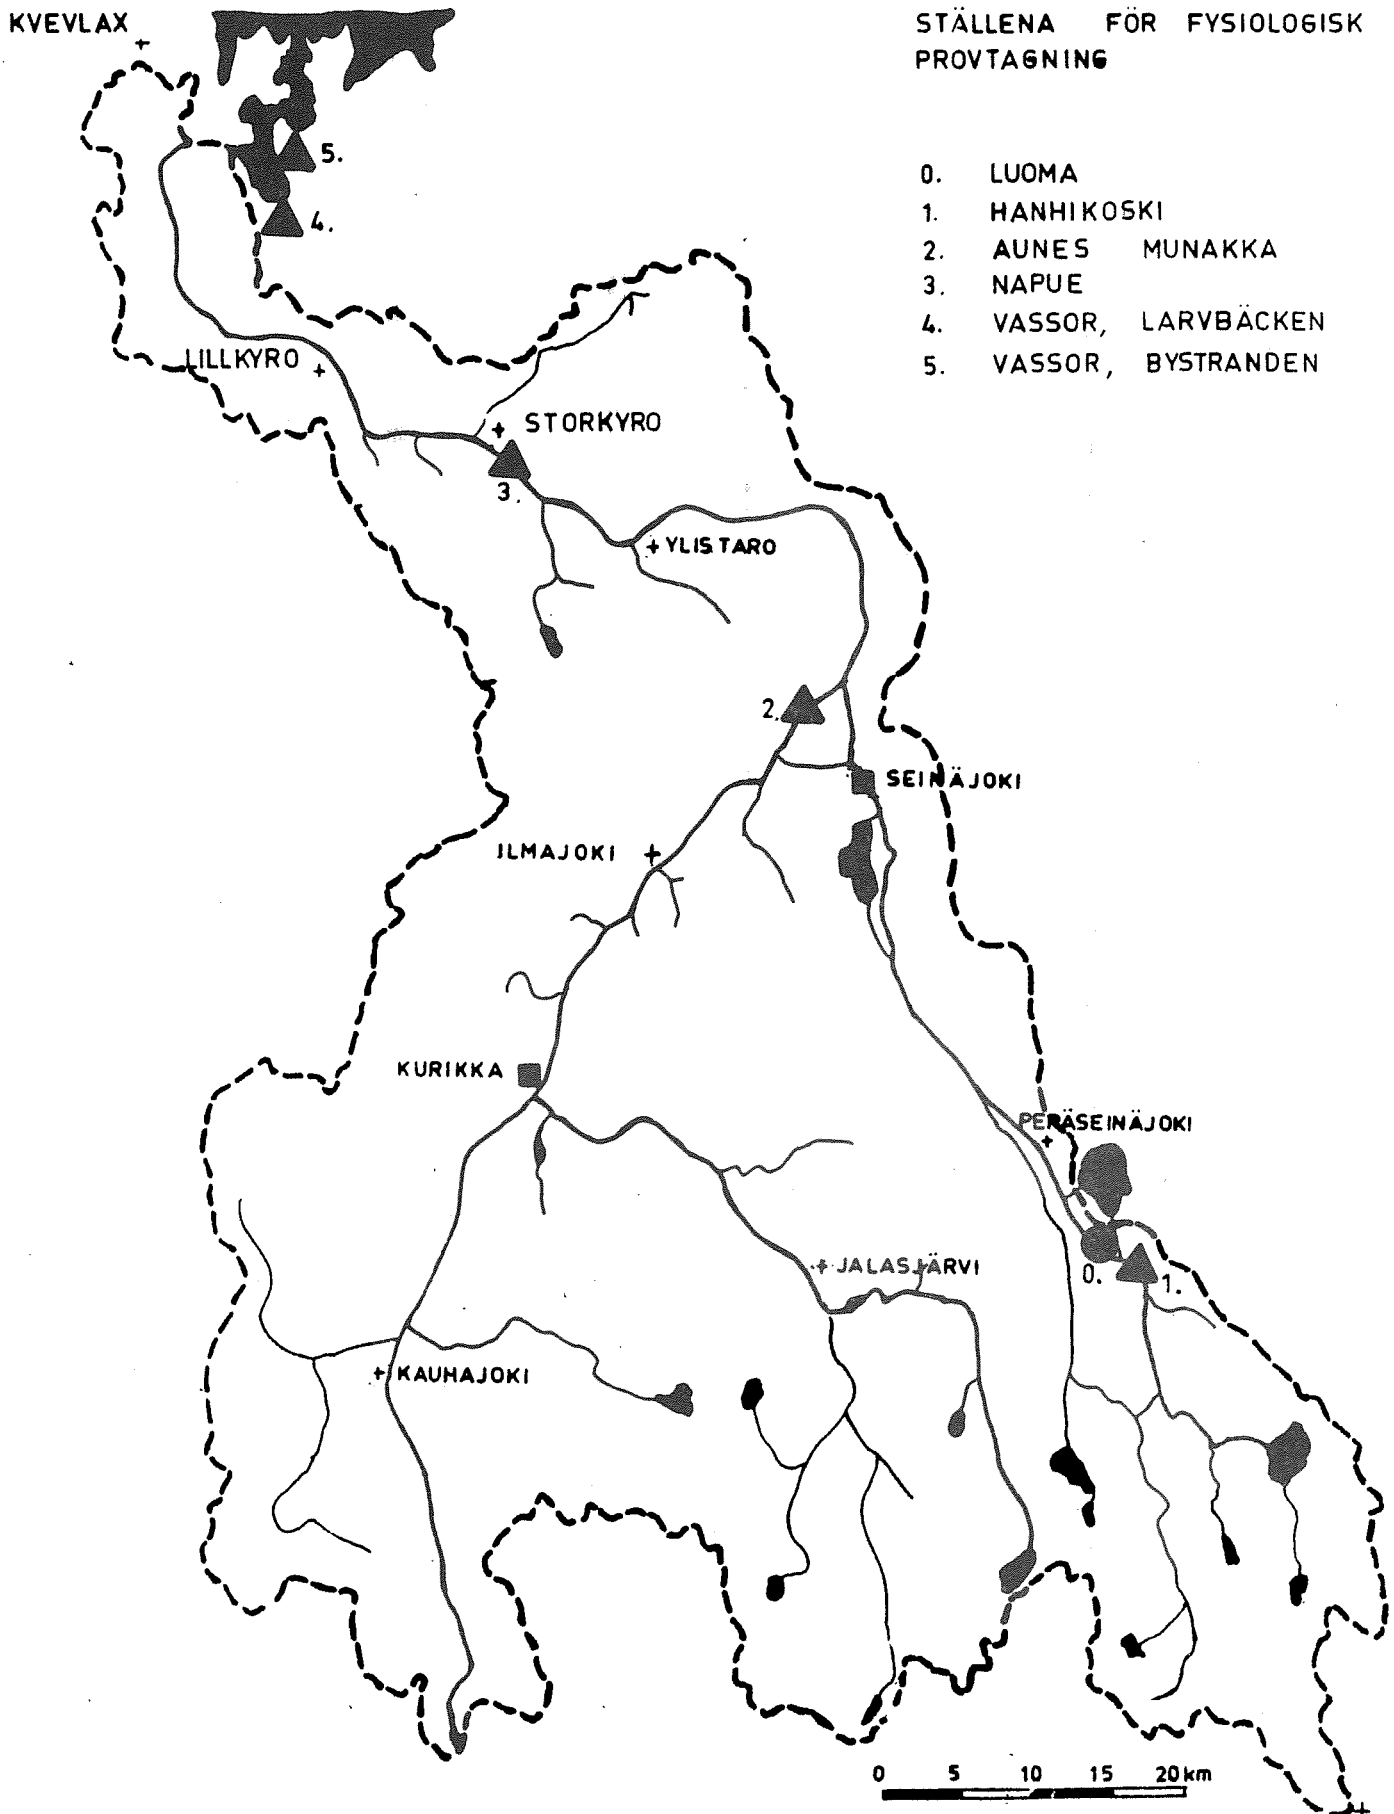 KVEVLAX
STÄLLENA FÖR FYSIOLOGISK
PROVTAGNING
0. LUOMA
1. HANHIKOSKI
2. AUNES MUNAKKA
3. NAPUE
4. VASSOR, LARVBÄCKEN
5. VASSOR, BYSTRANDEN
5.
4.
LILLKYRO
STORKYRO
3.
YLISTARO
2.
SEINÄJOKI
ILMAJOKI
KURIKKA
PERÄSEINÄJOKI
JALASJÄRVI
0.
1.
KAUHAJOKI
0 5 10 15 20 km